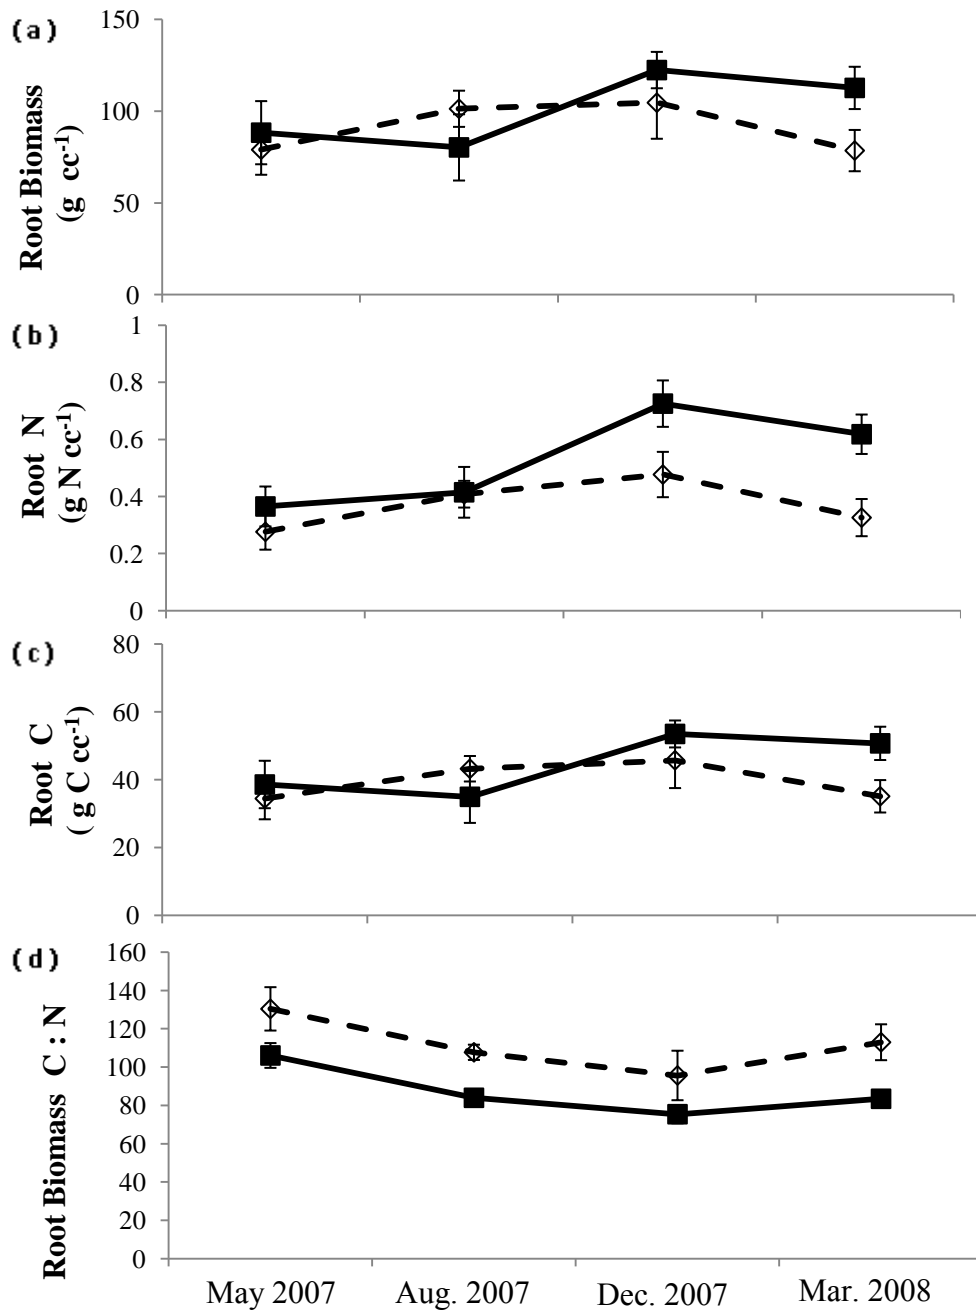 (a)
Root Biomass
(g cc⁻¹)
150
100
50
0
(b)
Root N
(g N cc⁻¹)
1
0.8
0.6
0.4
0.2
0
(c)
Root C
( g C cc⁻¹)
80
60
40
20
0
(d)
Root Biomass C : N
160
140
120
100
80
60
40
20
0
May 2007 Aug. 2007 Dec. 2007 Mar. 2008